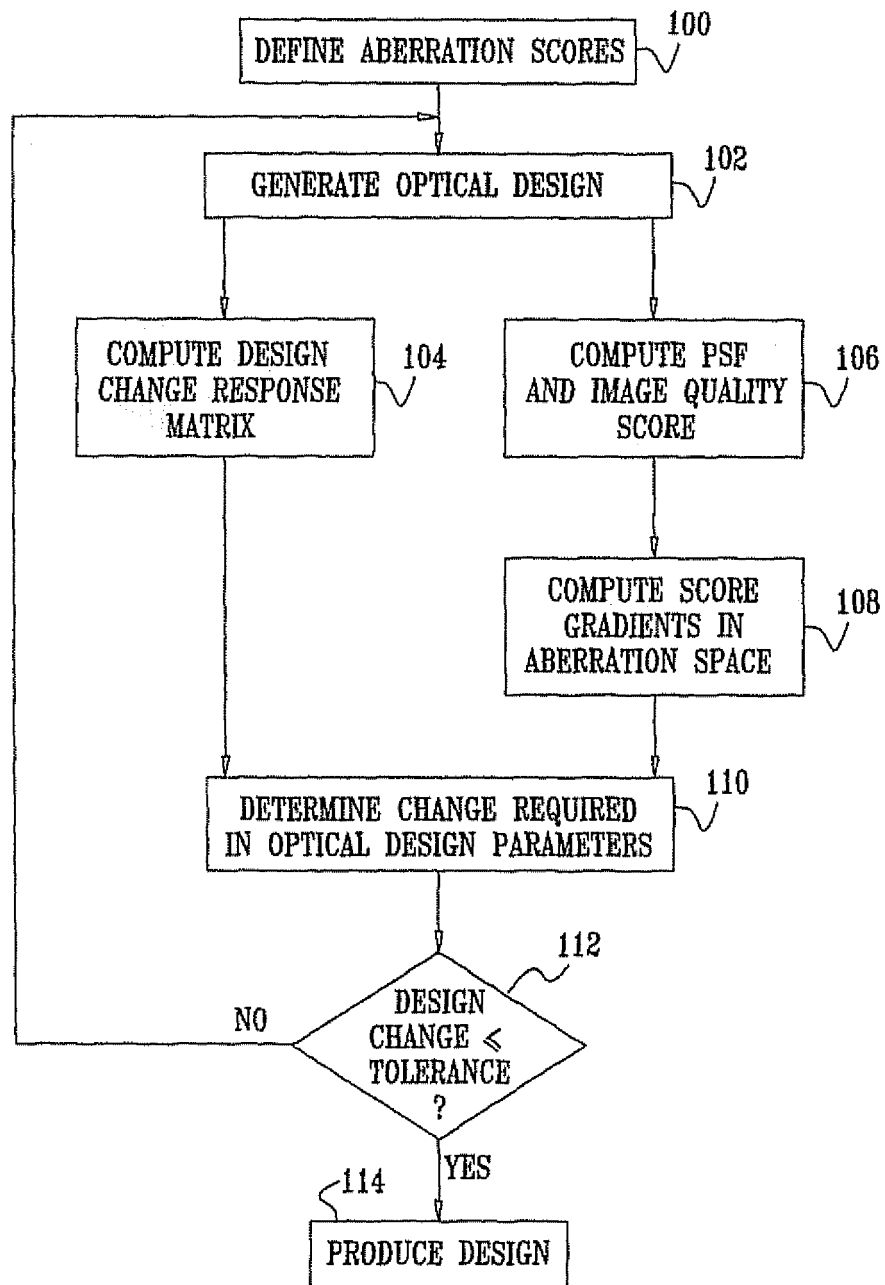 100
DEFINE ABERRATION SCORES
102
GENERATE OPTICAL DESIGN
COMPUTE DESIGN
CHANGE RESPONSE
MATRIX
104
COMPUTE PSF
AND IMAGE QUALITY
SCORE
106
COMPUTE SCORE
GRADIENTS IN
ABERRATION SPACE
108
DETERMINE CHANGE REQUIRED
IN OPTICAL DESIGN PARAMETERS
110
112
DESIGN
CHANGE ⩽
TOLERANCE
?
NO
YES
114
PRODUCE DESIGN